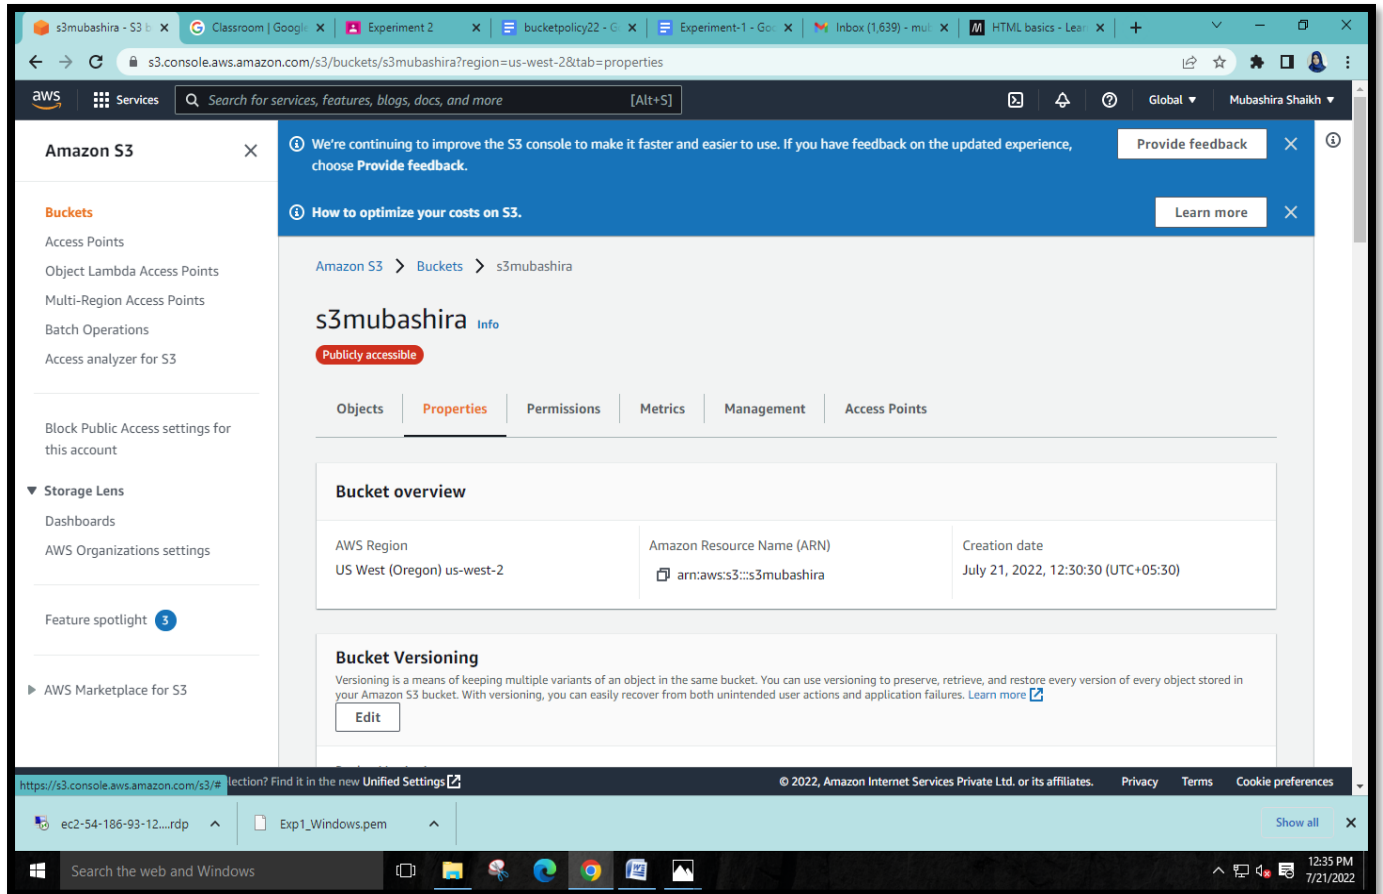 s3mubashira - S3 b
Classroom | Google
Experiment 2
bucketpolicy22 - G
Experiment-1 - Goo
Inbox (1,639) - mub
HTML basics - Lear
s3.console.aws.amazon.com/s3/buckets/s3mubashira?region=us-west-2&tab=properties
aws
Services
Search for services, features, blogs, docs, and more
[Alt+S]
Global
Mubashira Shaikh
Amazon S3
Buckets
Access Points
Object Lambda Access Points
Multi-Region Access Points
Batch Operations
Access analyzer for S3
Block Public Access settings for
this account
Storage Lens
Dashboards
AWS Organizations settings
Feature spotlight 3
AWS Marketplace for S3
We're continuing to improve the S3 console to make it faster and easier to use. If you have feedback on the updated experience,
choose Provide feedback.
Provide feedback
How to optimize your costs on S3.
Learn more
Amazon S3 > Buckets > s3mubashira
s3mubashira Info
Publicly accessible
Objects
Properties
Permissions
Metrics
Management
Access Points
Bucket overview
AWS Region
US West (Oregon) us-west-2
Amazon Resource Name (ARN)
arn:aws:s3:::s3mubashira
Creation date
July 21, 2022, 12:30:30 (UTC+05:30)
Bucket Versioning
Versioning is a means of keeping multiple variants of an object in the same bucket. You can use versioning to preserve, retrieve, and restore every version of every object stored in
your Amazon S3 bucket. With versioning, you can easily recover from both unintended user actions and application failures. Learn more
Edit
https://s3.console.aws.amazon.com/s3/#
lection? Find it in the new Unified Settings
© 2022, Amazon Internet Services Private Ltd. or its affiliates.
Privacy
Terms
Cookie preferences
ec2-54-186-93-12....rdp
Exp1_Windows.pem
Show all
Search the web and Windows
12:35 PM
7/21/2022